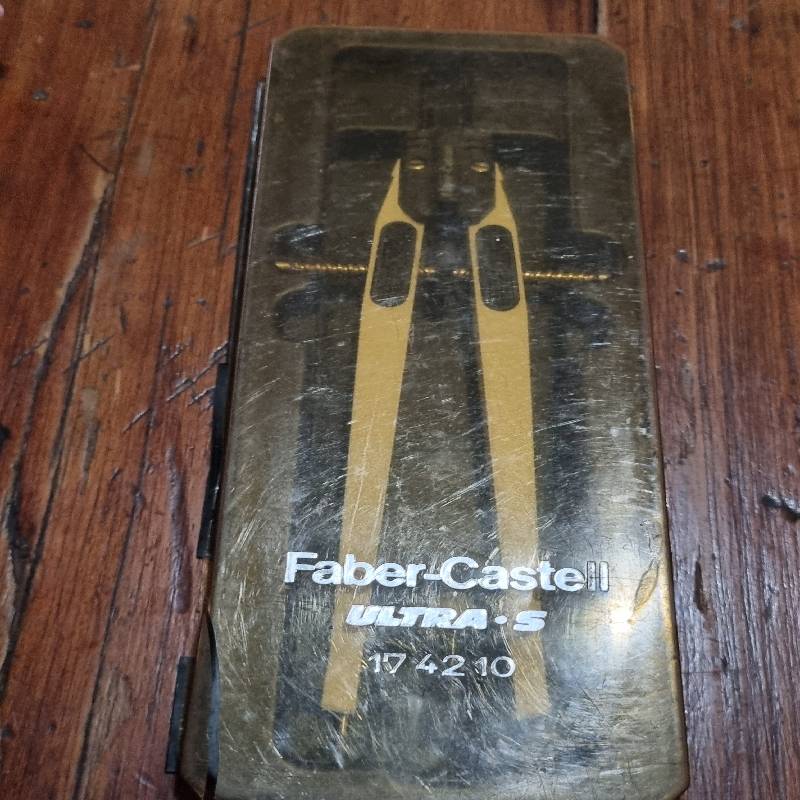 Faber-Castell
ULTRA·S
17 42 10